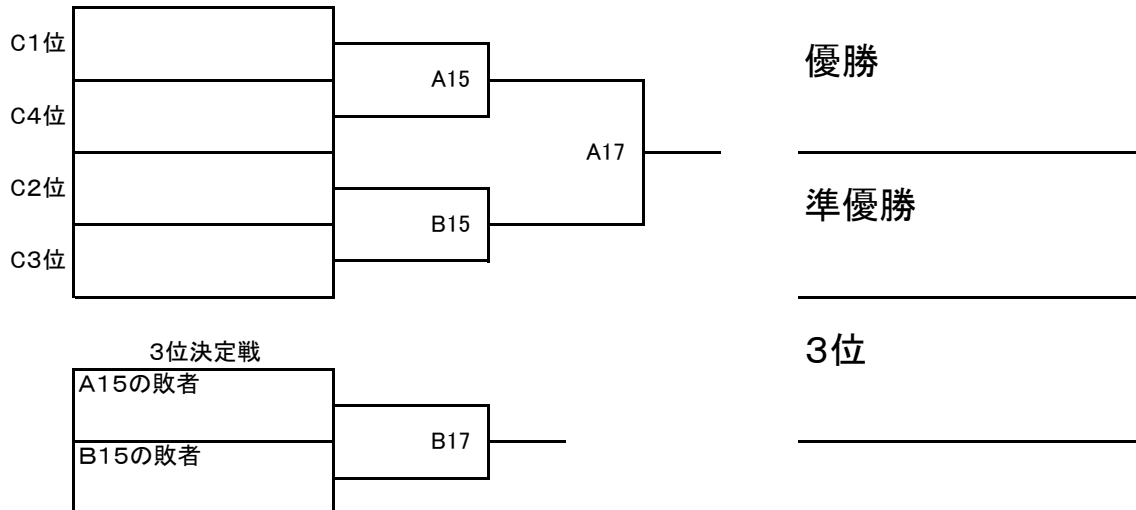 C1位
A15
C4位
A17
C2位
B15
C3位
優勝
準優勝
3位
3位決定戦
A15の敗者
B15の敗者
B17